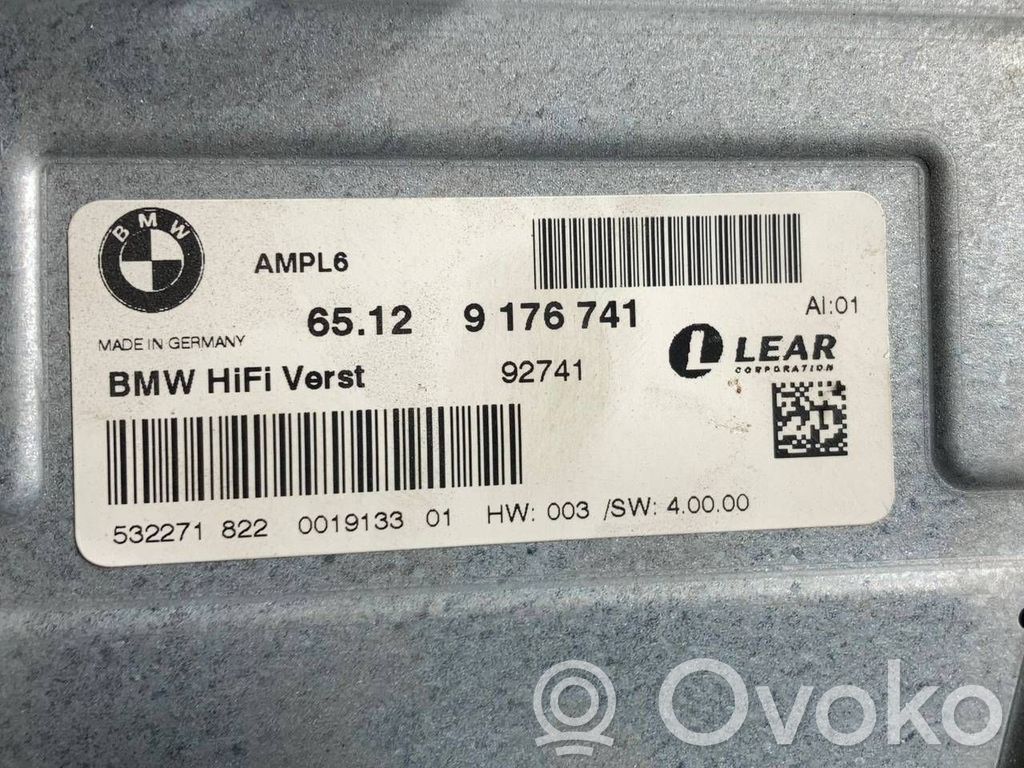 BMW
AMPL6
65.12 9 176 741
AI:01
MADE IN GERMANY
LEAR
CORPORATION
BMW HiFi Verst 92741
532271 822 0019133 01 HW: 003 /SW: 4.00.00
Ovoko